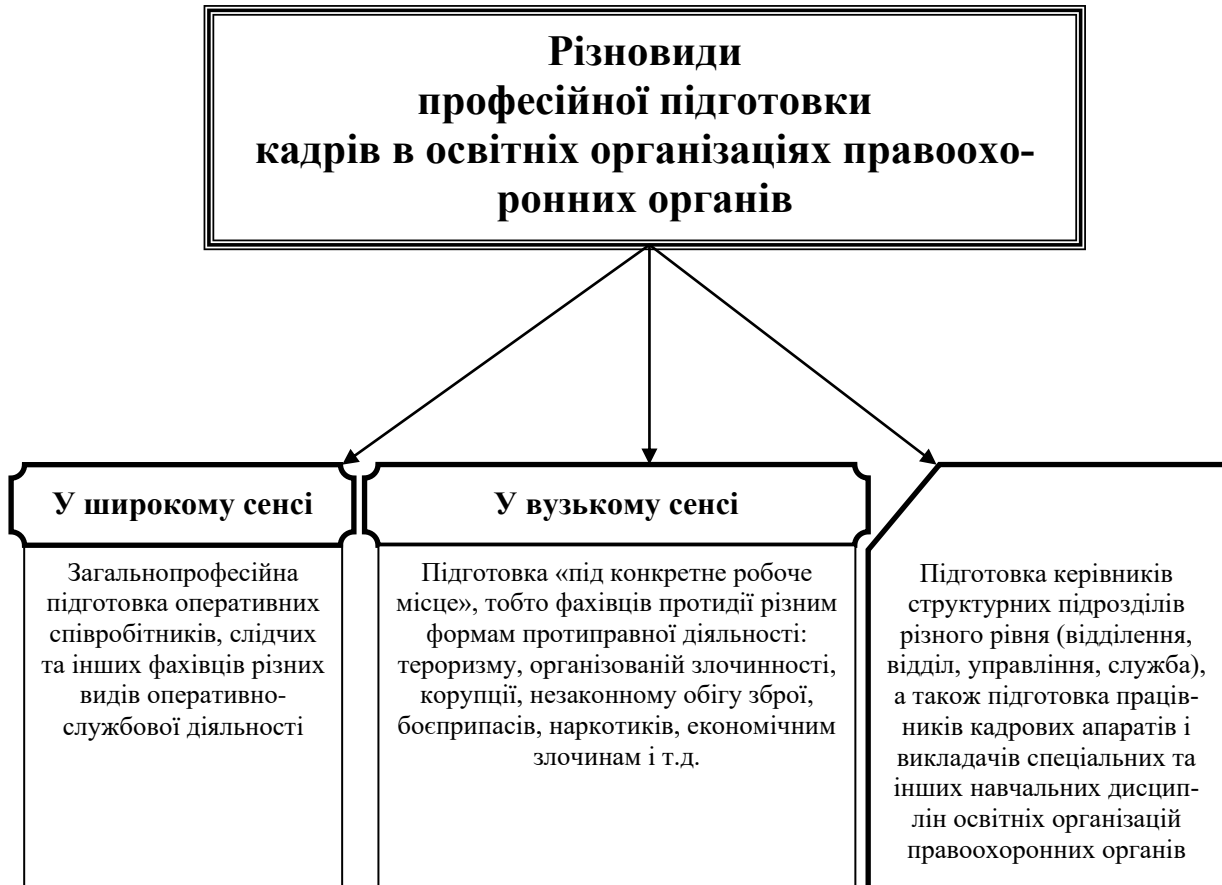 Різновиди
професійної підготовки
кадрів в освітніх організаціях правоохо-
ронних органів
У широкому сенсі
Загальнопрофесійна
підготовка оперативних
співробітників, слідчих
та інших фахівців різних
видів оперативно-
службової діяльності
У вузькому сенсі
Підготовка «під конкретне робоче
місце», тобто фахівців протидії різним
формам протиправної діяльності:
тероризму, організованій злочинності,
корупції, незаконному обігу зброї,
боєприпасів, наркотиків, економічним
злочинам і т.д.
Підготовка керівників
структурних підрозділів
різного рівня (відділення,
відділ, управління, служба),
а також підготовка праців-
ників кадрових апаратів і
викладачів спеціальних та
інших навчальних дисцип-
лін освітніх організацій
правоохоронних органів